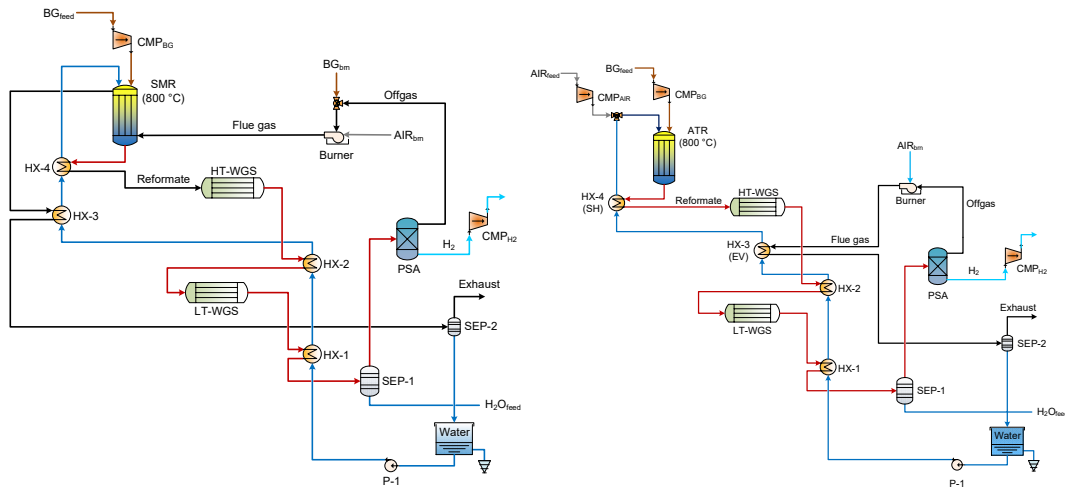 BGfeed
CMPBG
SMR
(800 °C)
BGbrn
Offgas
Flue gas
AIRbrn
Burner
HX-4
Reformate
HT-WGS
HX-3
H2
CMPH2
PSA
HX-2
LT-WGS
Exhaust
SEP-2
HX-1
SEP-1
H2Ofeed
Water
P-1
AIRfeed
BGfeed
CMPAIR
CMPBG
ATR
(800 °C)
AIRbrn
HX-4
(SH)
Reformate
HT-WGS
Burner
Offgas
HX-3
(EV)
Flue gas
H2
CMPH2
PSA
HX-2
LT-WGS
Exhaust
SEP-2
HX-1
SEP-1
H2Ofeed
Water
P-1